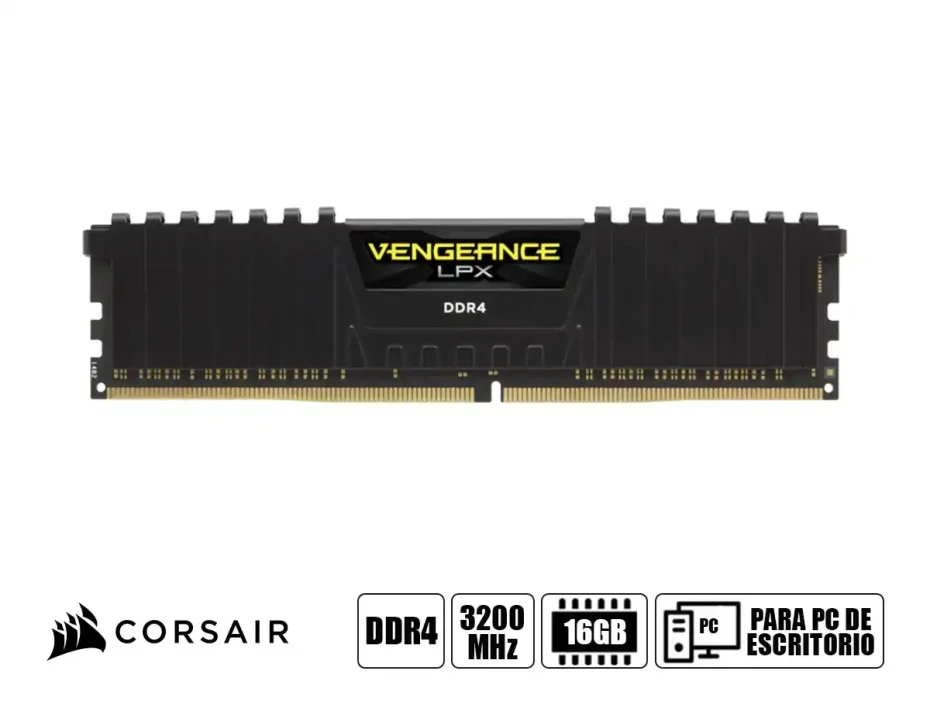 VENGEANCE
LPX
DDR4
CORSAIR
DDR4
3200
MHz
16GB
PC
PARA PC DE
ESCRITORIO